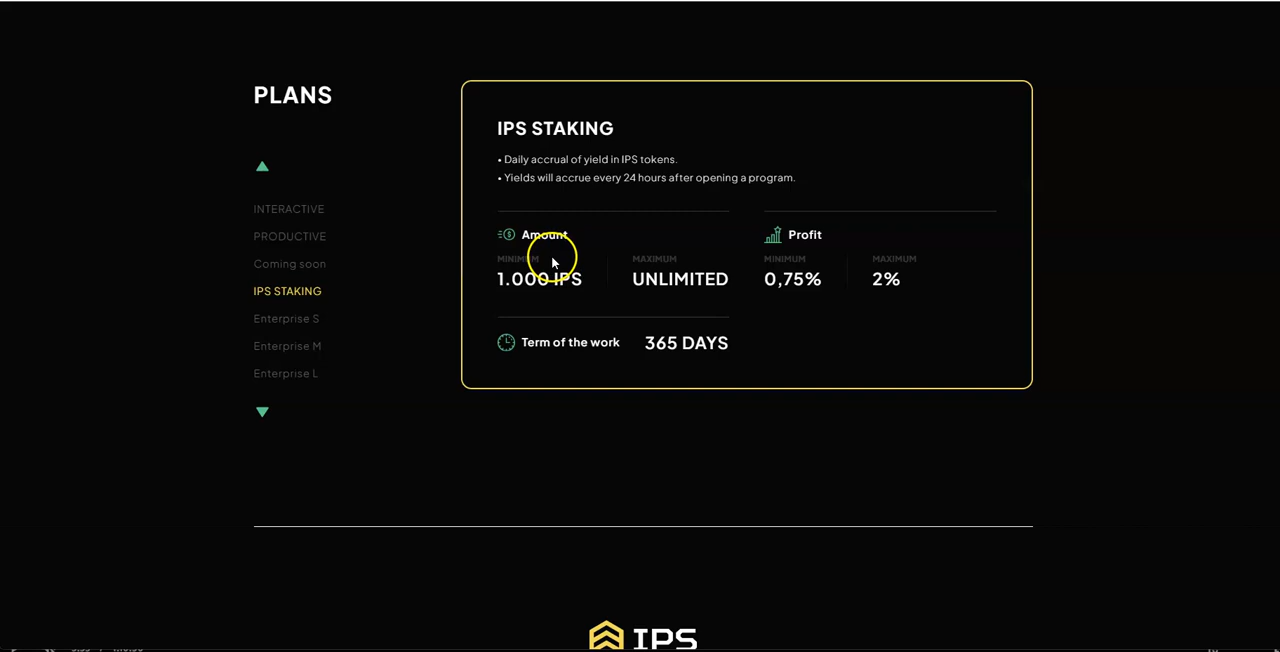 PLANS
INTERACTIVE
PRODUCTIVE
Coming soon
IPS STAKING
Enterprise S
Enterprise M
Enterprise L
IPS STAKING
• Daily accrual of yield in IPS tokens.
• Yields will accrue every 24 hours after opening a program.
Amount
MINIMUM MAXIMUM
1.000 IPS UNLIMITED
Profit
MINIMUM MAXIMUM
0,75% 2%
Term of the work 365 DAYS
IPS